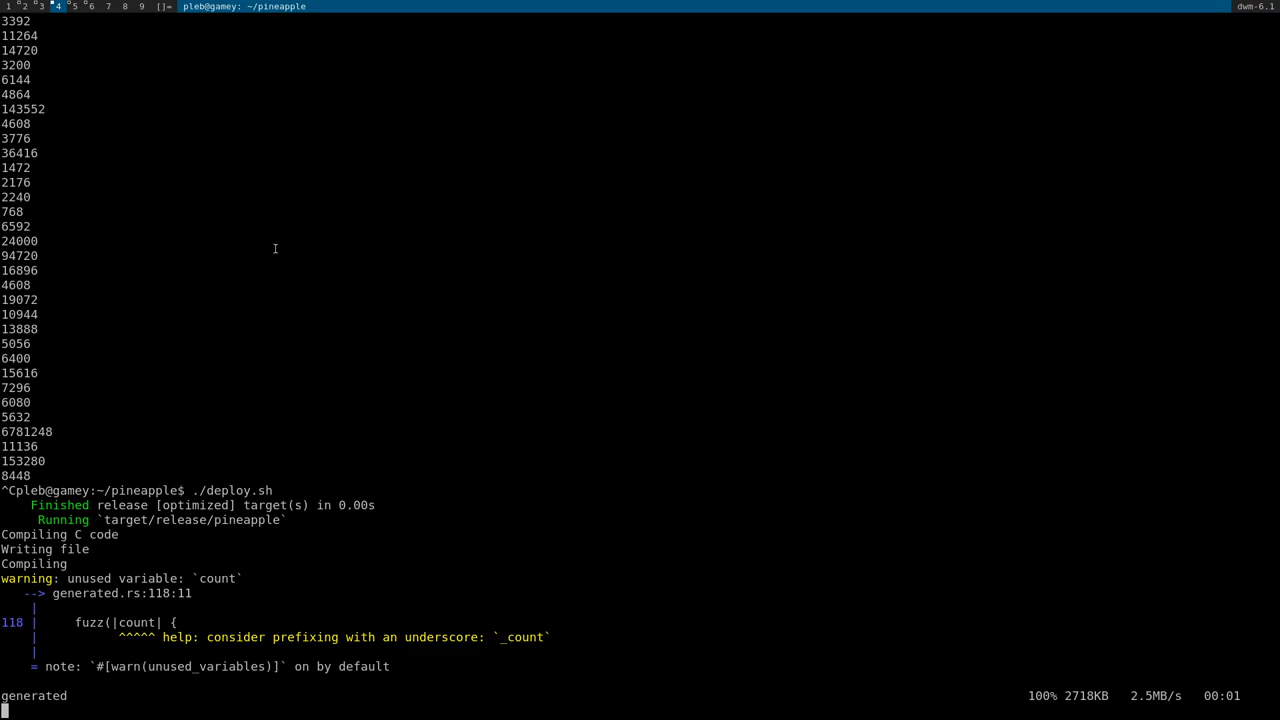 1 2 3 4 5 6 7 8 9 []= pleb@gamey: ~/pineapple dwm-6.1
3392
11264
14720
3200
6144
4864
143552
4608
3776
36416
1472
2176
2240
768
6592
24000
94720
16896
4608
19072
10944
13888
5056
6400
15616
7296
6080
5632
6781248
11136
153280
8448
^Cpleb@gamey:~/pineapple$ ./deploy.sh
Finished release [optimized] target(s) in 0.00s
Running `target/release/pineapple`
Compiling C code
Writing file
Compiling
warning: unused variable: `count`
--> generated.rs:118:11
|
118 | fuzz(|count| {
| ^^^^^ help: consider prefixing with an underscore: `_count`
|
= note: `#[warn(unused_variables)]` on by default
generated 100% 2718KB 2.5MB/s 00:01